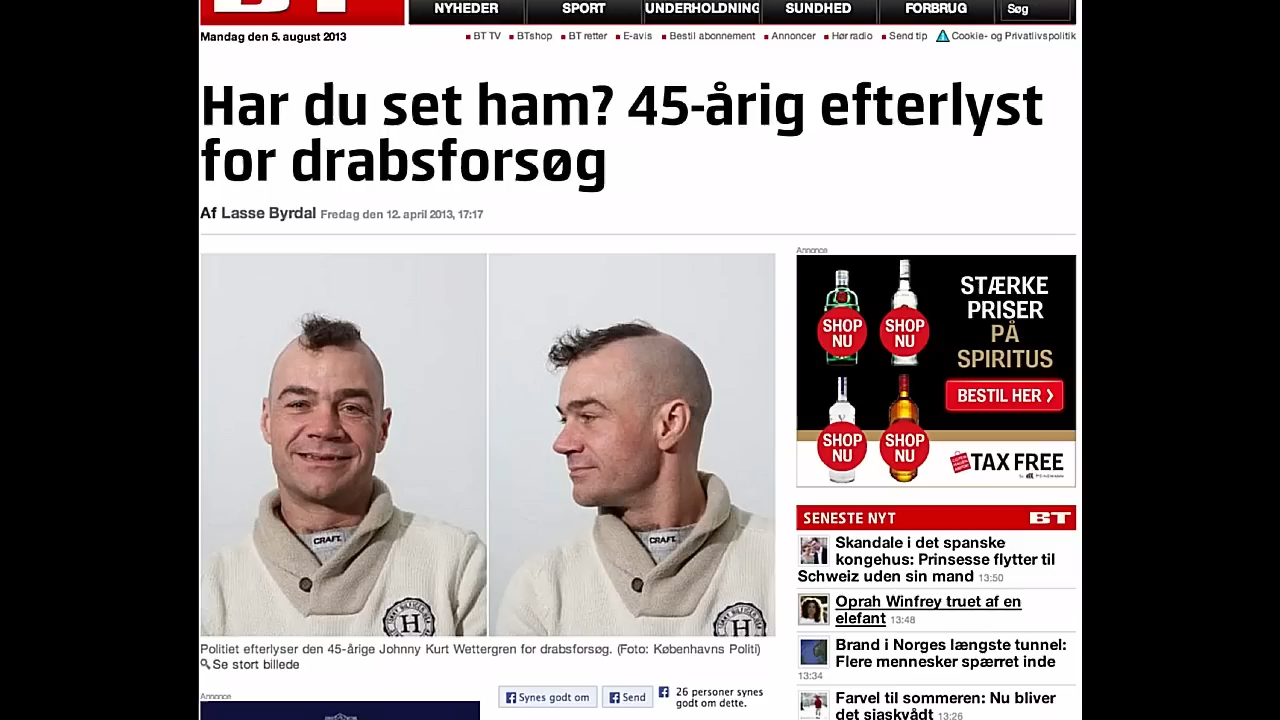 BT
NYHEDER
SPORT
UNDERHOLDNING
SUNDHED
FORBRUG
Søg
Mandag den 5. august 2013
BT TV
BTshop
BT retter
E-avis
Bestil abonnement
Annoncer
Hør radio
Send tip
Cookie- og Privatlivspolitik
Har du set ham? 45-årig efterlyst
for drabsforsøg
Af Lasse Byrdal Fredag den 12. april 2013, 17:17
CRAFT.
H
CRAFT.
H
Politiet efterlyser den 45-årige Johnny Kurt Wettergren for drabsforsøg. (Foto: Københavns Politi)
Se stort billede
Annonce
Synes godt om
Send
26 personer synes
godt om dette.
Annonce
STÆRKE
PRISER
PÅ
SPIRITUS
BESTIL HER
SHOP
NU
SHOP
NU
SHOP
NU
SHOP
NU
TAX FREE
SENESTE NYT
BT
Skandale i det spanske
kongehus: Prinsesse flytter til
Schweiz uden sin mand 13:50
Oprah Winfrey truet af en
elefant 13:48
Brand i Norges længste tunnel:
Flere mennesker spærret inde
13:34
Farvel til sommeren: Nu bliver
det sjaskvådt 13:26